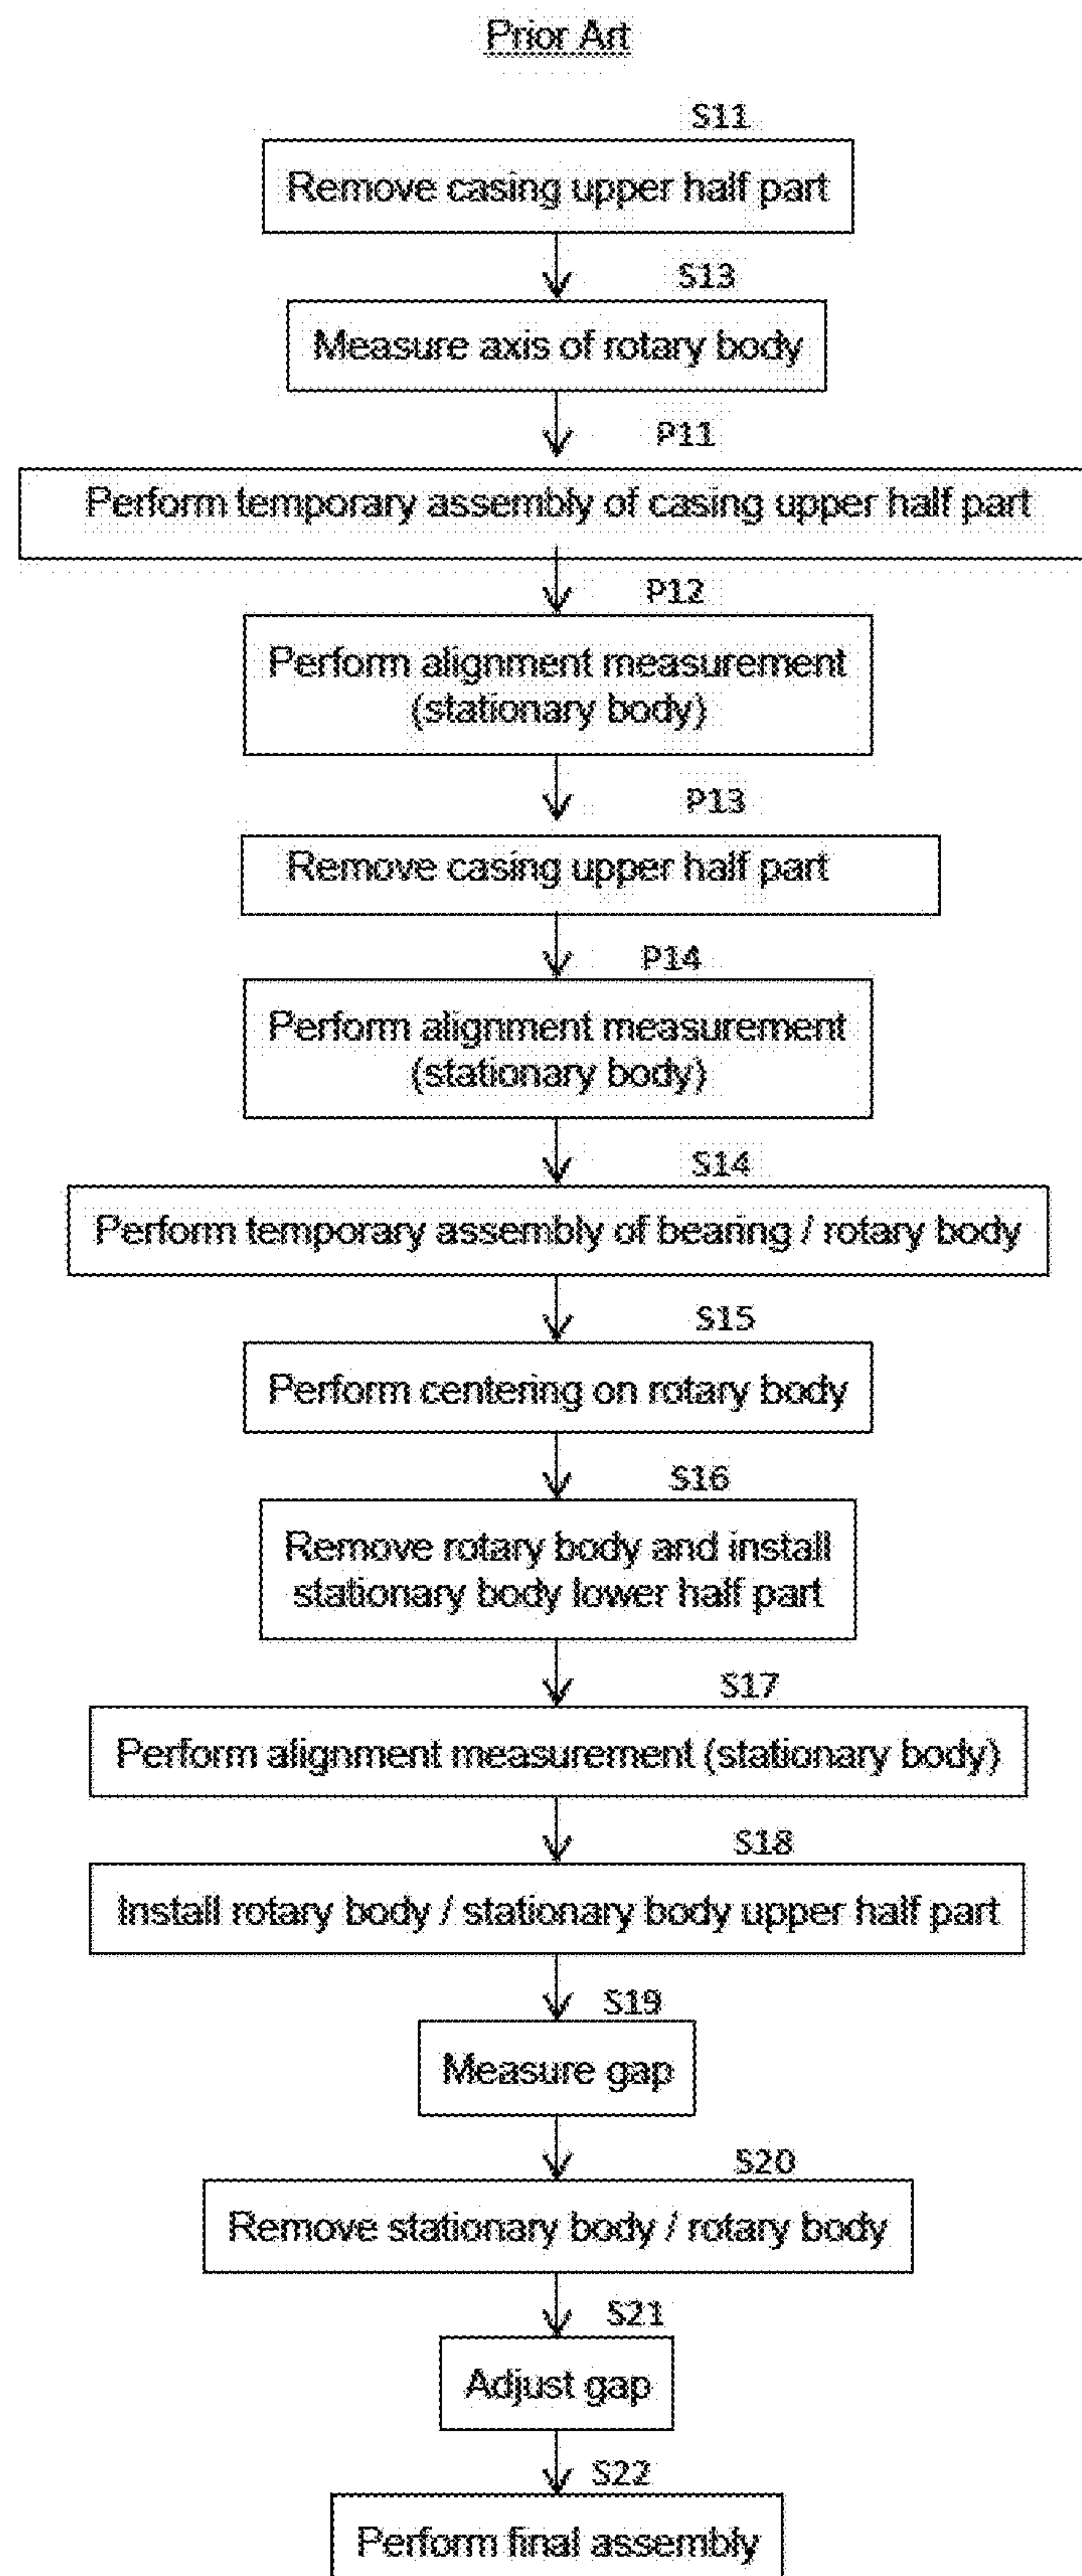 Prior Art
S11
Remove casing upper half part
S13
Measure axis of rotary body
P11
Perform temporary assembly of casing upper half part
P12
Perform alignment measurement
(stationary body)
P13
Remove casing upper half part
P14
Perform alignment measurement
(stationary body)
S14
Perform temporary assembly of bearing / rotary body
S15
Perform centering on rotary body
S16
Remove rotary body and install
stationary body lower half part
S17
Perform alignment measurement (stationary body)
S18
Install rotary body / stationary body upper half part
S19
Measure gap
S20
Remove stationary body / rotary body
S21
Adjust gap
S22
Perform final assembly